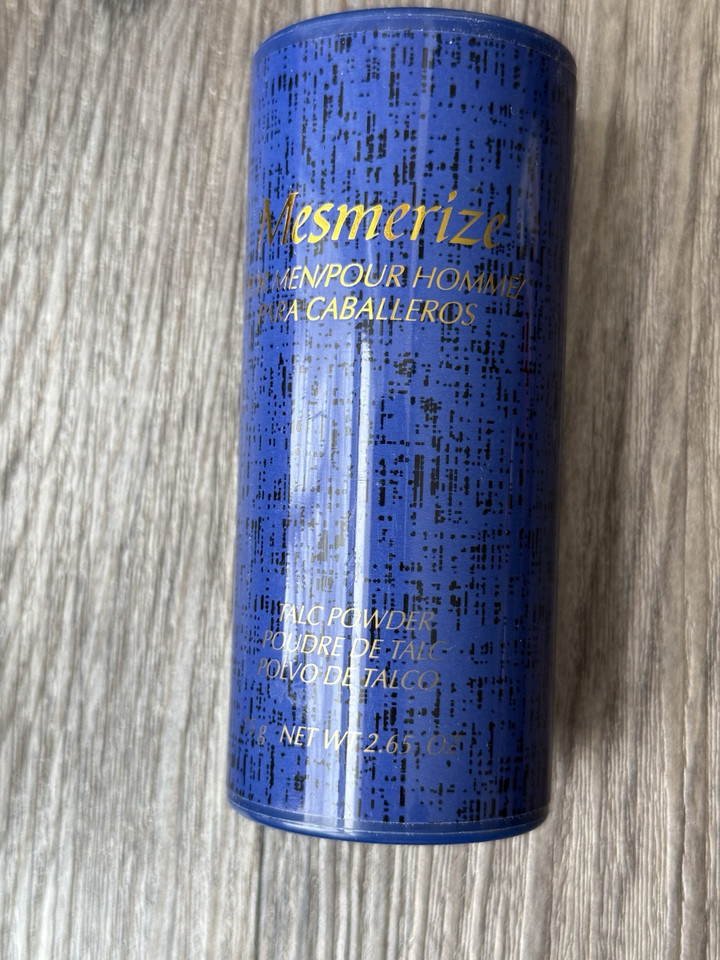 Mesmerize
MEN/POUR HOMME/
PARA CABALLEROS
TALC POWDER
POUDRE DE TALC
POLVO DE TALCO
g NET WT. 2.65 OZ